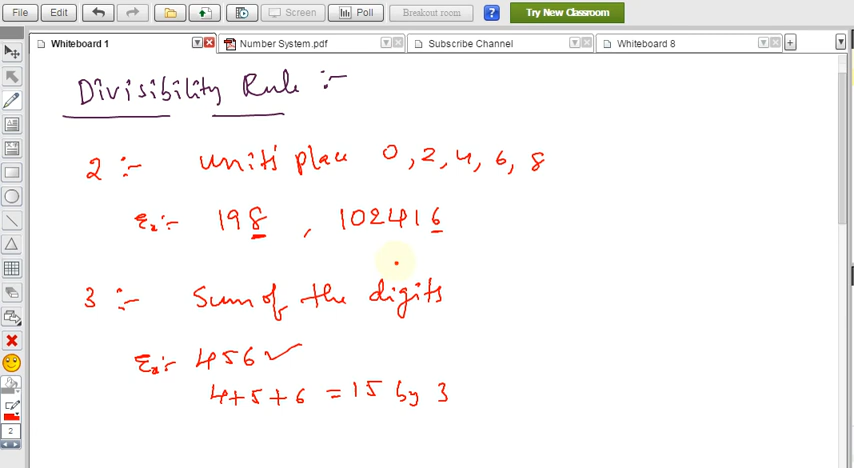 File Edit Screen Poll Breakout room ? Try New Classroom
Whiteboard 1 Number System.pdf Subscribe Channel Whiteboard 8
Divisibility Rule :-
2 :- Unit's place 0, 2, 4, 6, 8
Ex :- 198 , 102416
3 :- Sum of the digits
Ex :- 456 ✓
4+5+6 = 15 by 3
2